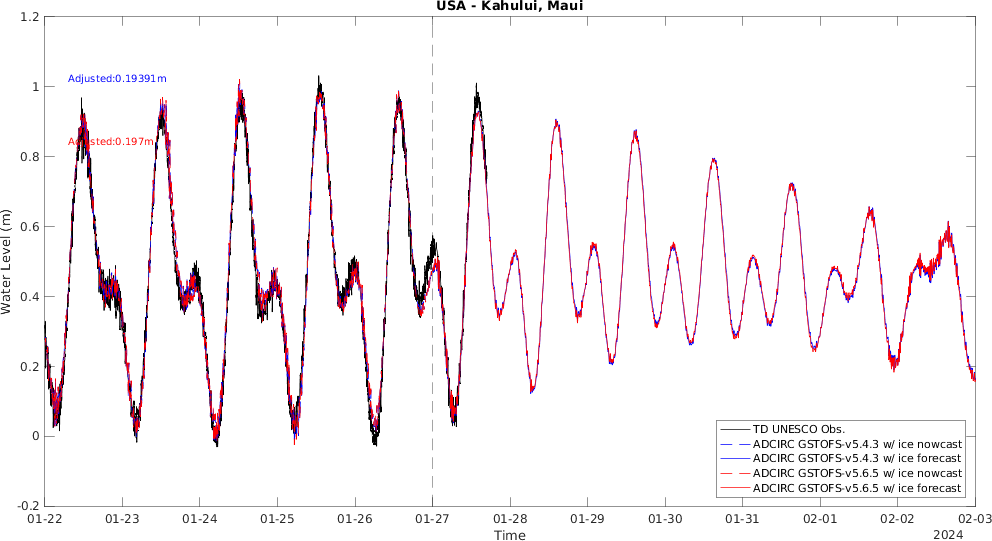 USA - Kahului, Maui
1.2
1
0.8
0.6
0.4
0.2
0
-0.2
Water Level (m)
Adjusted:0.19391m
Adjusted:0.197m
TD UNESCO Obs.
ADCIRC GSTOFS-v5.4.3 w/ ice nowcast
ADCIRC GSTOFS-v5.4.3 w/ ice forecast
ADCIRC GSTOFS-v5.6.5 w/ ice nowcast
ADCIRC GSTOFS-v5.6.5 w/ ice forecast
01-22 01-23 01-24 01-25 01-26 01-27 01-28 01-29 01-30 01-31 02-01 02-02 02-03
Time
2024